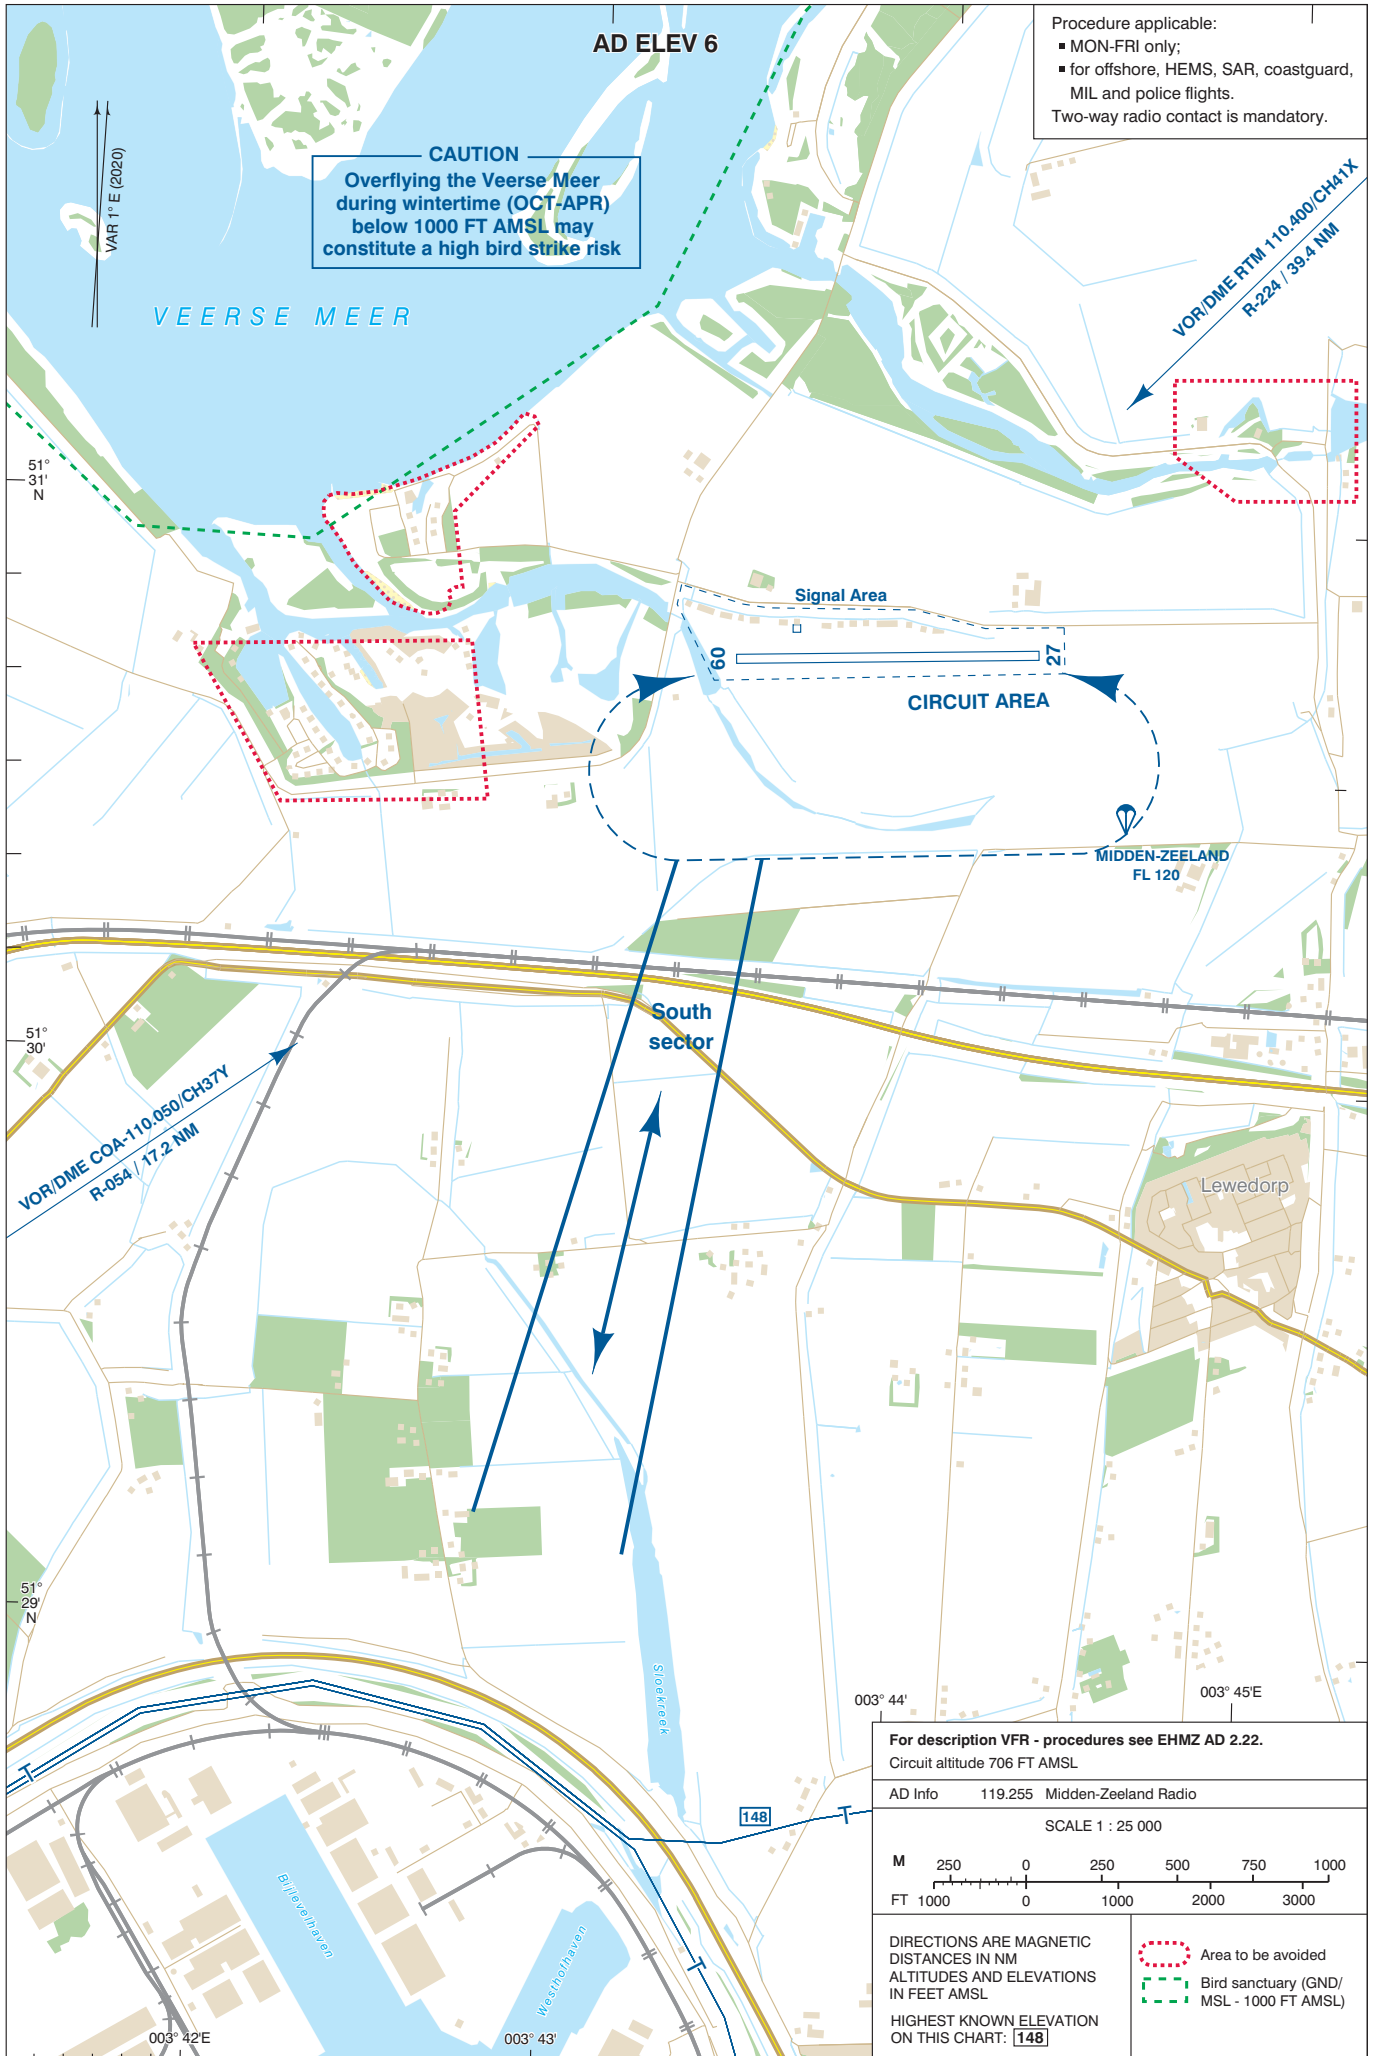 AD ELEV 6
Procedure applicable:
▪ MON-FRI only;
▪ for offshore, HEMS, SAR, coastguard,
MIL and police flights.
Two-way radio contact is mandatory.
VAR 1° E (2020)
CAUTION
Overflying the Veerse Meer
during wintertime (OCT-APR)
below 1000 FT AMSL may
constitute a high bird strike risk
VEERSE MEER
VOR/DME RTM 110.400/CH41X
R-224 / 39.4 NM
51°
31'
N
Signal Area
09
27
CIRCUIT AREA
MIDDEN-ZEELAND
FL 120
South
sector
51°
30'
VOR/DME COA-110.050/CH37Y
R-054 / 17.2 NM
Lewedorp
51°
29'
N
Sloekreek
003° 44'
003° 45'E
148
For description VFR - procedures see EHMZ AD 2.22.
Circuit altitude 706 FT AMSL
AD Info 119.255 Midden-Zeeland Radio
SCALE 1 : 25 000
M 250 0 250 500 750 1000
FT 1000 0 1000 2000 3000
DIRECTIONS ARE MAGNETIC
DISTANCES IN NM
ALTITUDES AND ELEVATIONS
IN FEET AMSL
HIGHEST KNOWN ELEVATION
ON THIS CHART: 148
Area to be avoided
Bird sanctuary (GND/
MSL - 1000 FT AMSL)
Bijlevelhaven
Westhofhaven
003° 42'E
003° 43'